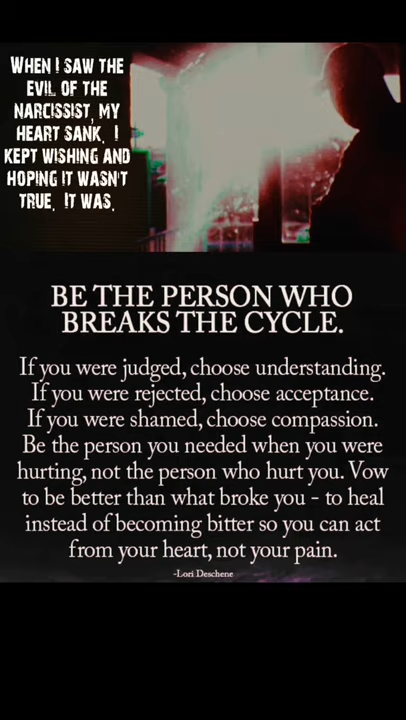 WHEN I SAW THE
EVIL OF THE
NARCISSIST, MY
HEART SANK. I
KEPT WISHING AND
HOPING IT WASN'T
TRUE. IT WAS.
BE THE PERSON WHO
BREAKS THE CYCLE.
If you were judged, choose understanding.
If you were rejected, choose acceptance.
If you were shamed, choose compassion.
Be the person you needed when you were
hurting, not the person who hurt you. Vow
to be better than what broke you - to heal
instead of becoming bitter so you can act
from your heart, not your pain.
-Lori Deschene